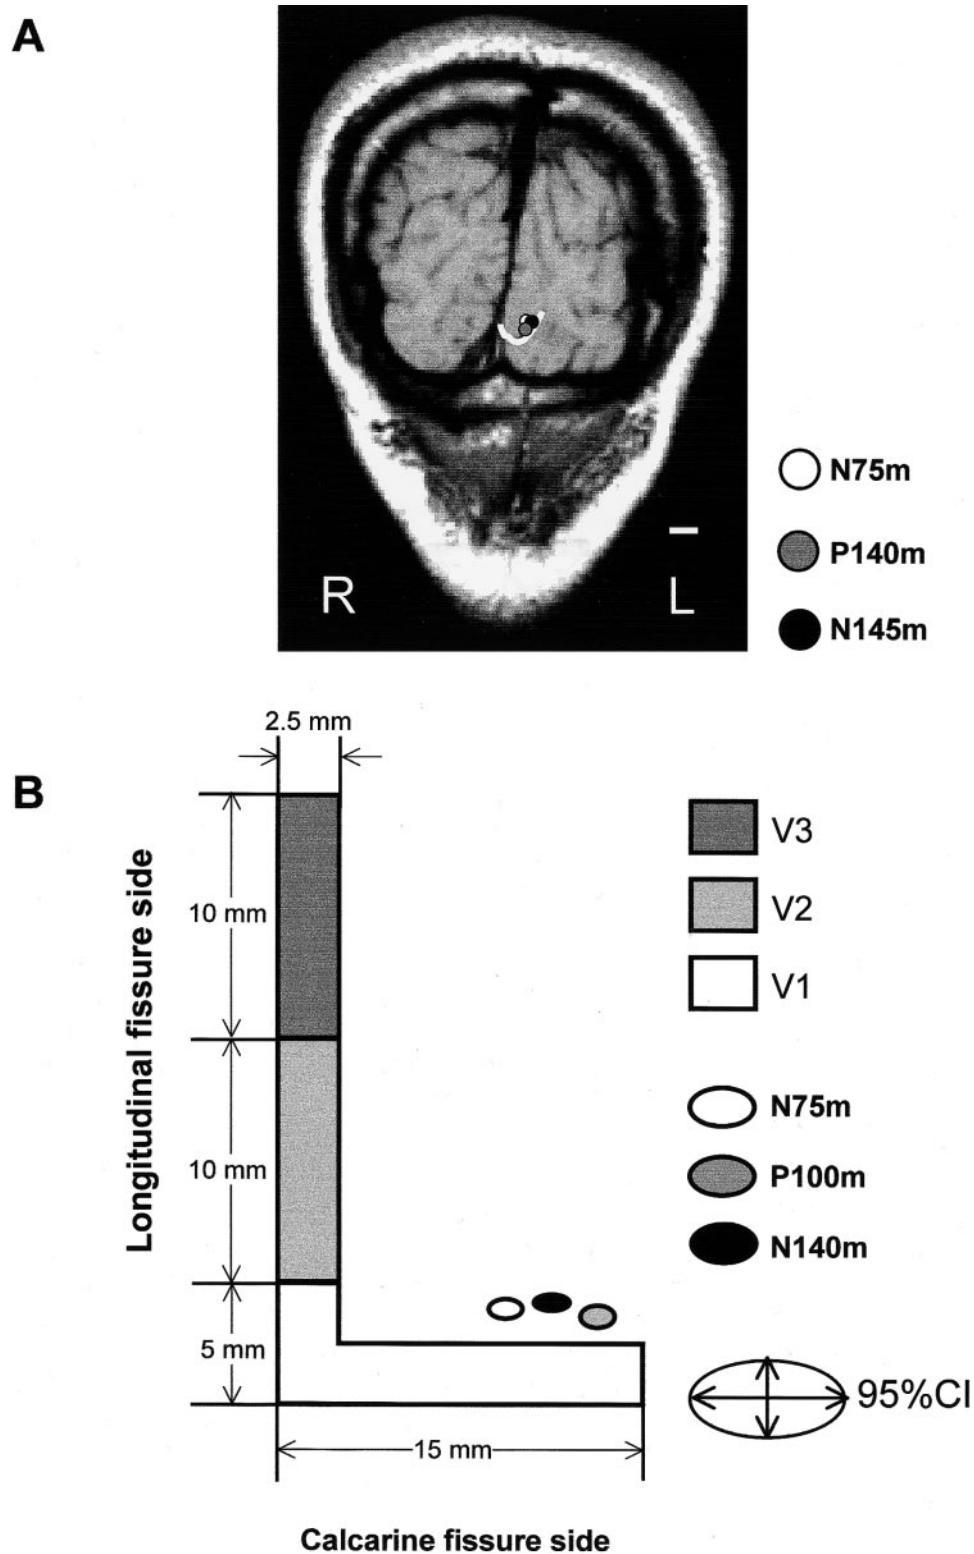 A
N75m
P140m
N145m
R
L
B
2.5 mm
Longitudinal fissure side
10 mm
10 mm
5 mm
15 mm
Calcarine fissure side
V3
V2
V1
N75m
P100m
N140m
95%CI